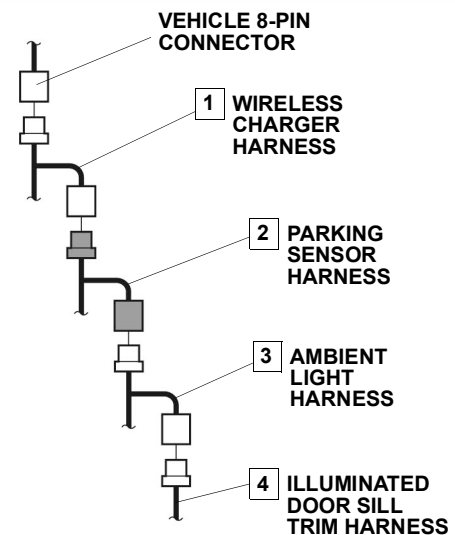 VEHICLE 8-PIN
CONNECTOR
1 WIRELESS
CHARGER
HARNESS
2 PARKING
SENSOR
HARNESS
3 AMBIENT
LIGHT
HARNESS
4 ILLUMINATED
DOOR SILL
TRIM HARNESS